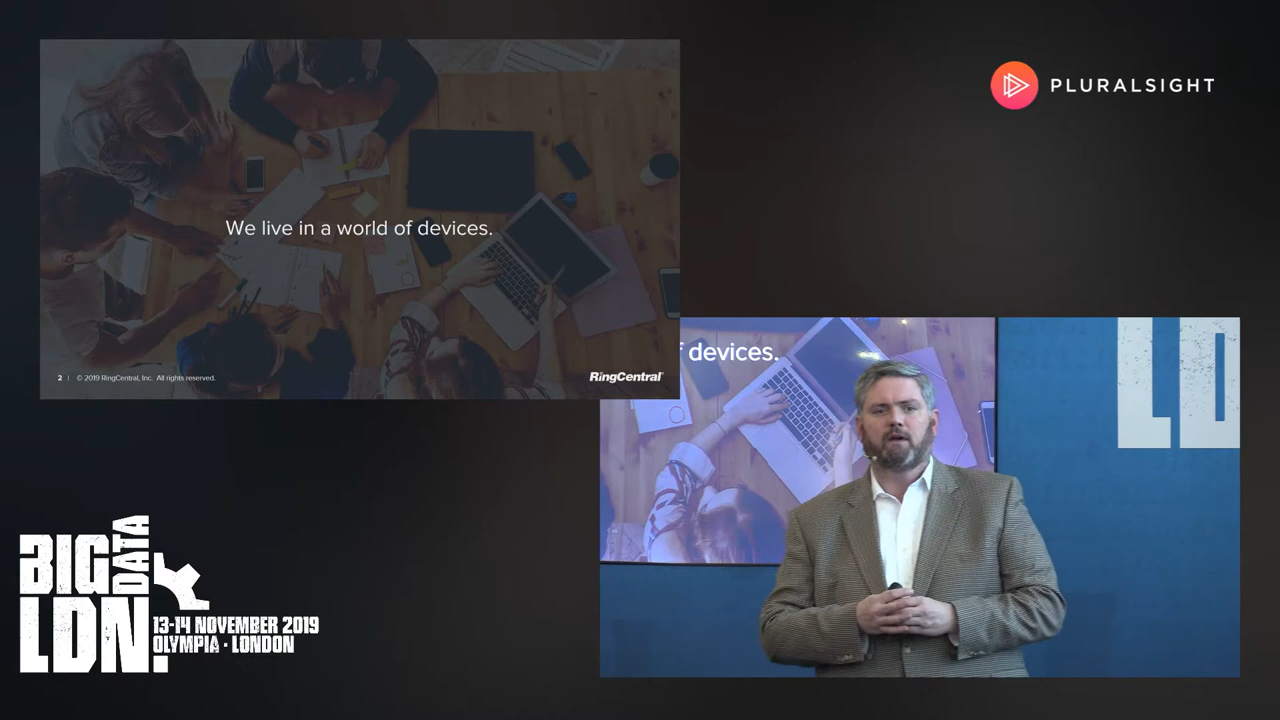 We live in a world of devices.
2 | © 2019 RingCentral, Inc. All rights reserved.
RingCentral®
PLURALSIGHT
f devices.
LD
BIG
DATA
LDN.
13-14 NOVEMBER 2019
OLYMPIA · LONDON